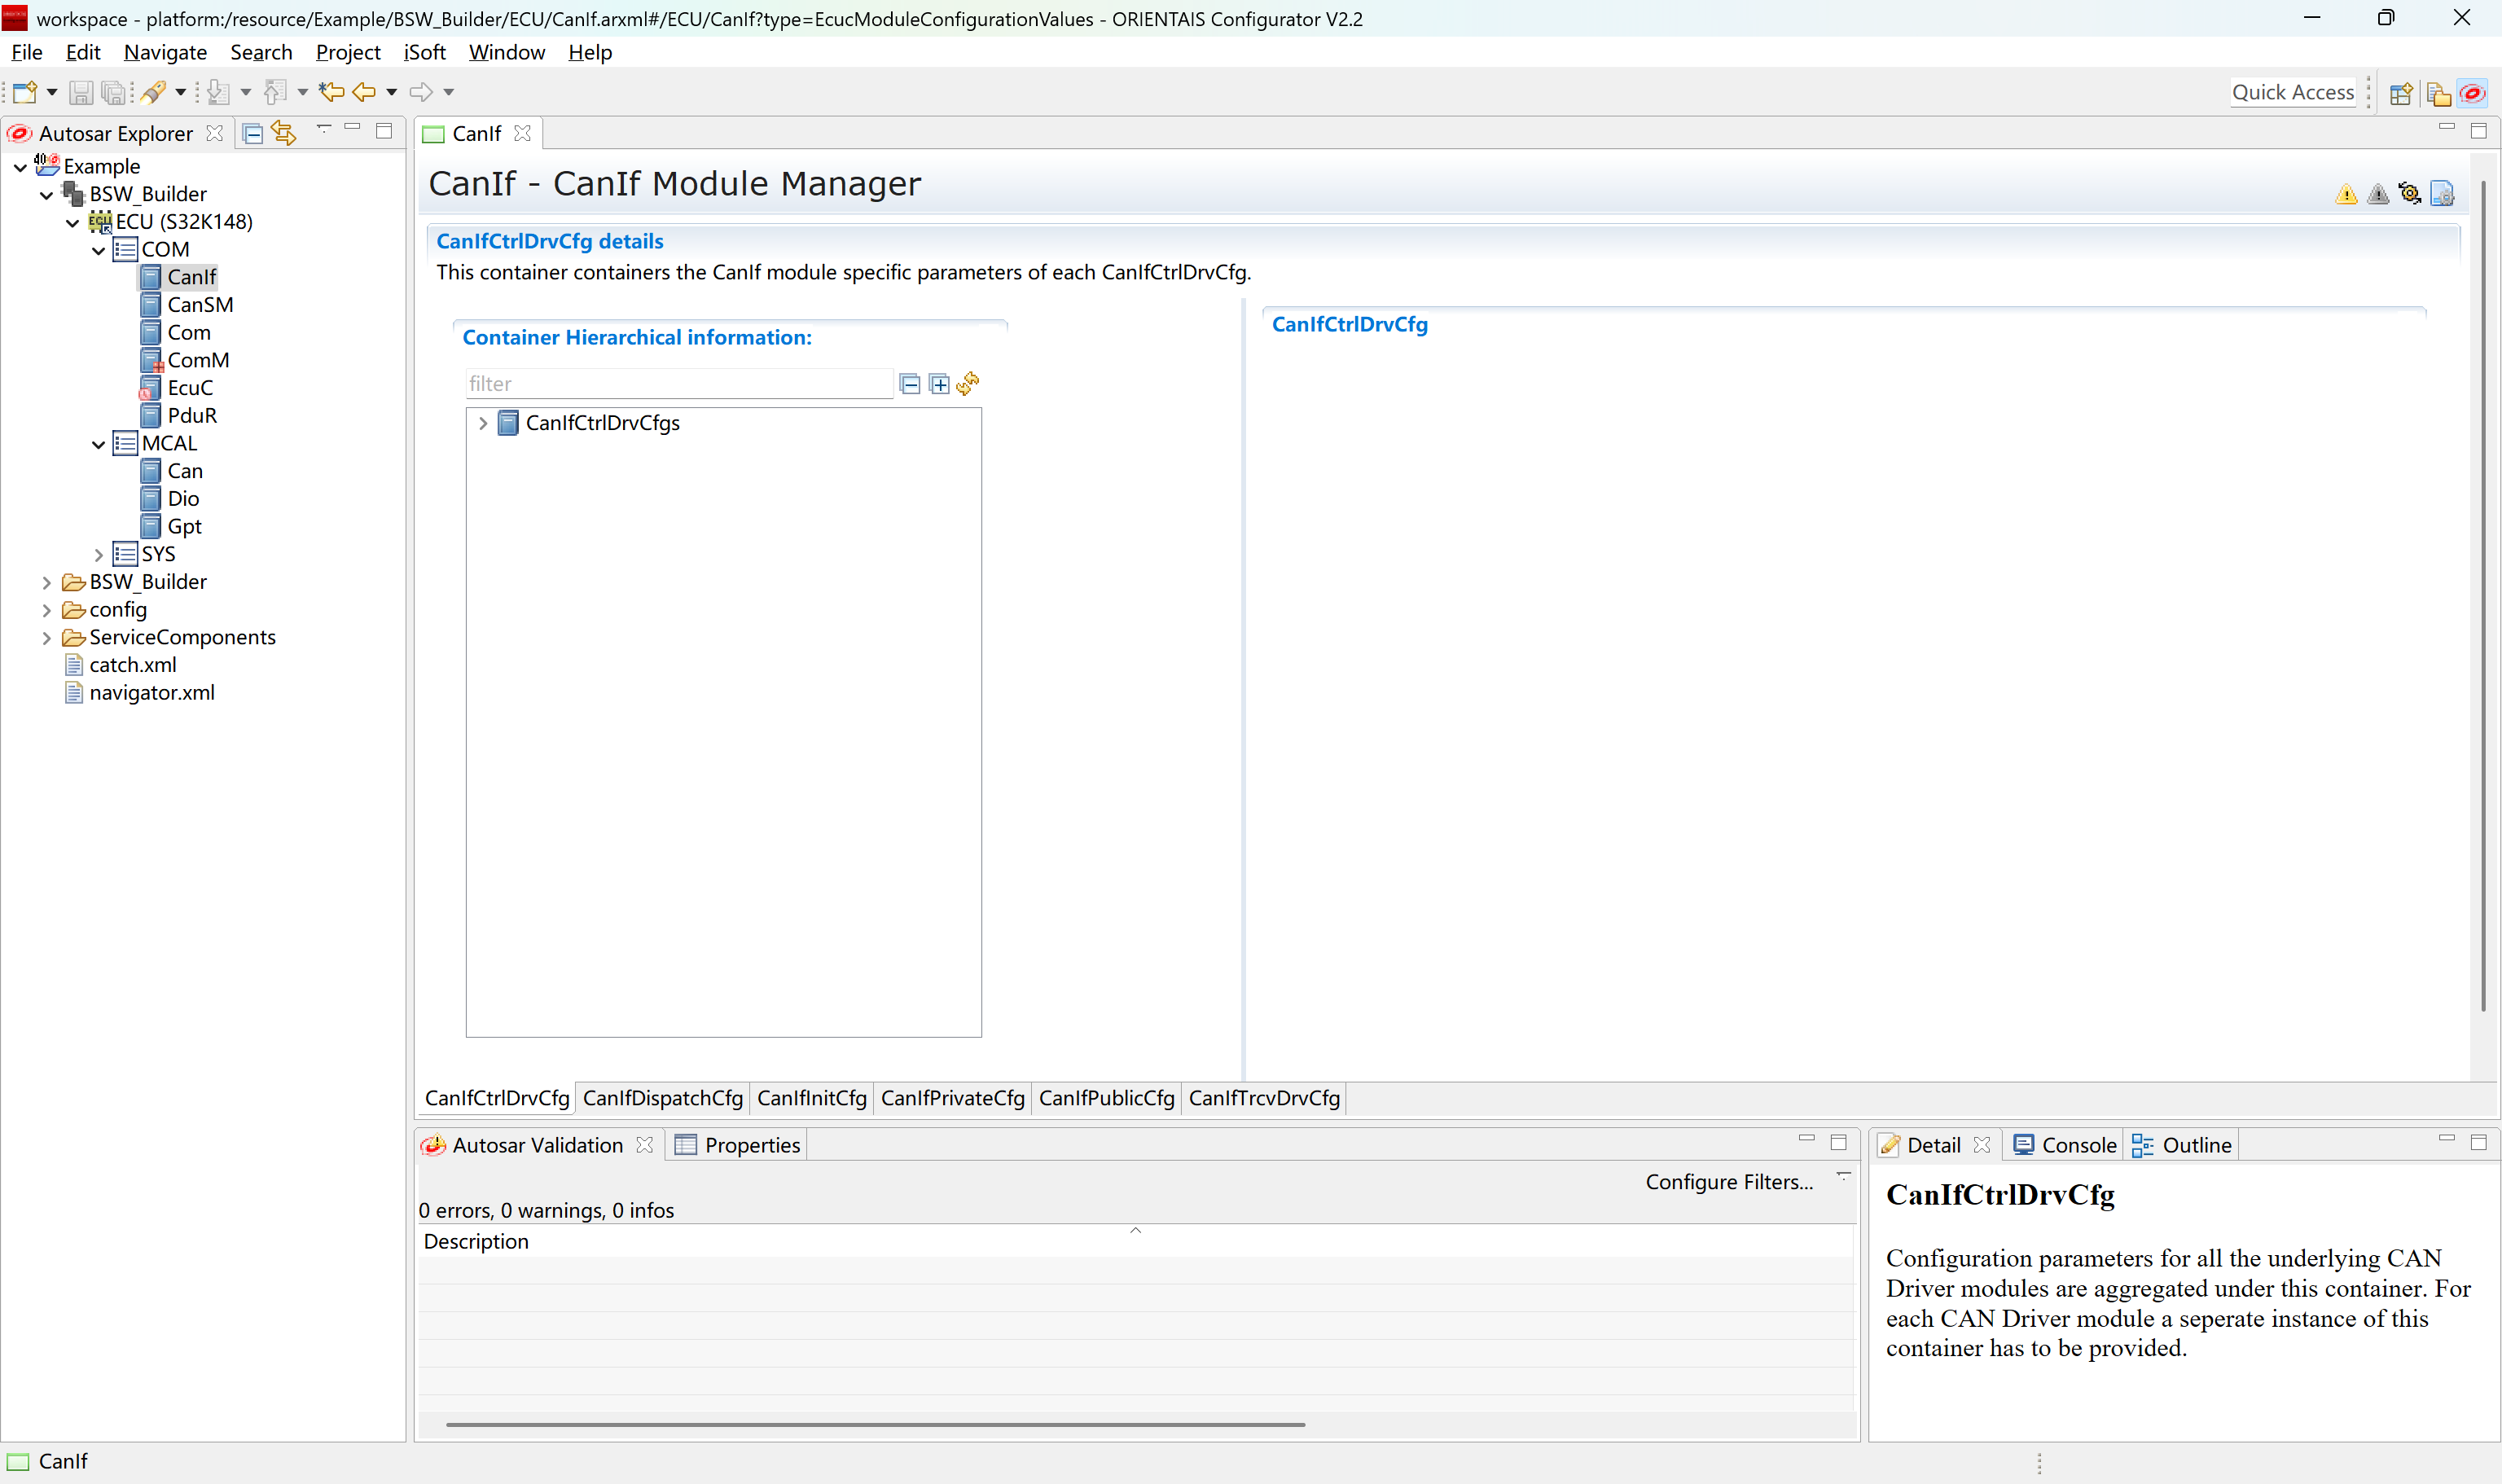 workspace - platform:/resource/Example/BSW_Builder/ECU/CanIf.arxml#/ECU/CanIf?type=EcucModuleConfigurationValues - ORIENTAIS Configurator V2.2
File Edit Navigate Search Project iSoft Window Help
Quick Access
Autosar Explorer
Example
BSW_Builder
ECU (S32K148)
COM
CanIf
CanSM
Com
ComM
EcuC
PduR
MCAL
Can
Dio
Gpt
SYS
BSW_Builder
config
ServiceComponents
catch.xml
navigator.xml
CanIf
CanIf - CanIf Module Manager
CanIfCtrlDrvCfg details
This container containers the CanIf module specific parameters of each CanIfCtrlDrvCfg.
Container Hierarchical information:
filter
CanIfCtrlDrvCfgs
CanIfCtrlDrvCfg
CanIfCtrlDrvCfg CanIfDispatchCfg CanIfInitCfg CanIfPrivateCfg CanIfPublicCfg CanIfTrcvDrvCfg
Autosar Validation Properties
Configure Filters...
0 errors, 0 warnings, 0 infos
Description
Detail Console Outline
CanIfCtrlDrvCfg
Configuration parameters for all the underlying CAN
Driver modules are aggregated under this container. For
each CAN Driver module a seperate instance of this
container has to be provided.
CanIf